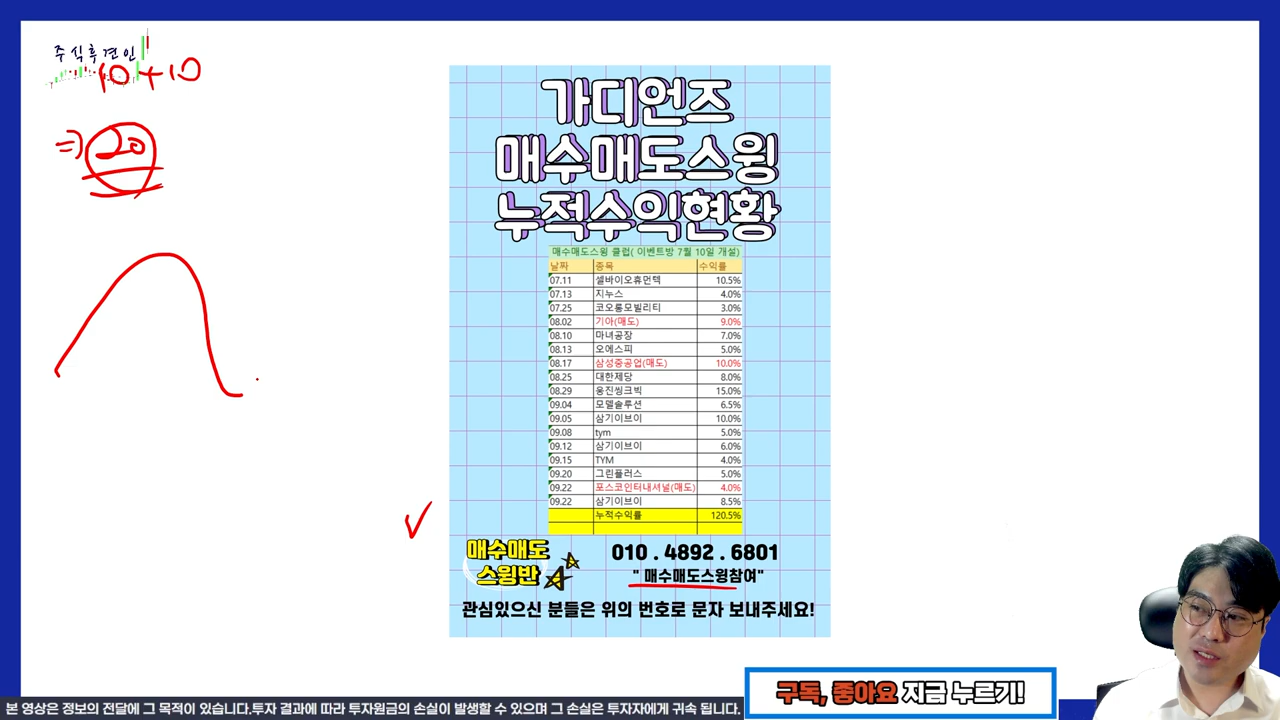 주식후견인
10+10
⇒ 20
가디언즈
매수매도스윙
누적수익현황
매수매도스윙 클럽( 이벤트방 7월 10일 개설)
날짜 종목 수익률
07.11 셀바이오휴먼텍 10.5%
07.13 지누스 4.0%
07.25 코오롱모빌리티 3.0%
08.02 기아(매도) 9.0%
08.10 마녀공장 7.0%
08.13 오에스피 5.0%
08.17 삼성중공업(매도) 10.0%
08.25 대한제당 8.0%
08.29 웅진씽크빅 15.0%
09.04 모델솔루션 6.5%
09.05 삼기이브이 10.0%
09.08 tym 5.0%
09.12 삼기이브이 6.0%
09.15 TYM 4.0%
09.20 그린플러스 5.0%
09.22 포스코인터내셔널(매도) 4.0%
09.22 삼기이브이 8.5%
누적수익률 120.5%
매수매도
스윙반
010 . 4892 . 6801
" 매수매도스윙참여"
관심있으신 분들은 위의 번호로 문자 보내주세요!
구독, 좋아요 지금 누르기!
본 영상은 정보의 전달에 그 목적이 있습니다.투자 결과에 따라 투자원금의 손실이 발생할 수 있으며 그 손실은 투자자에게 귀속 됩니다.